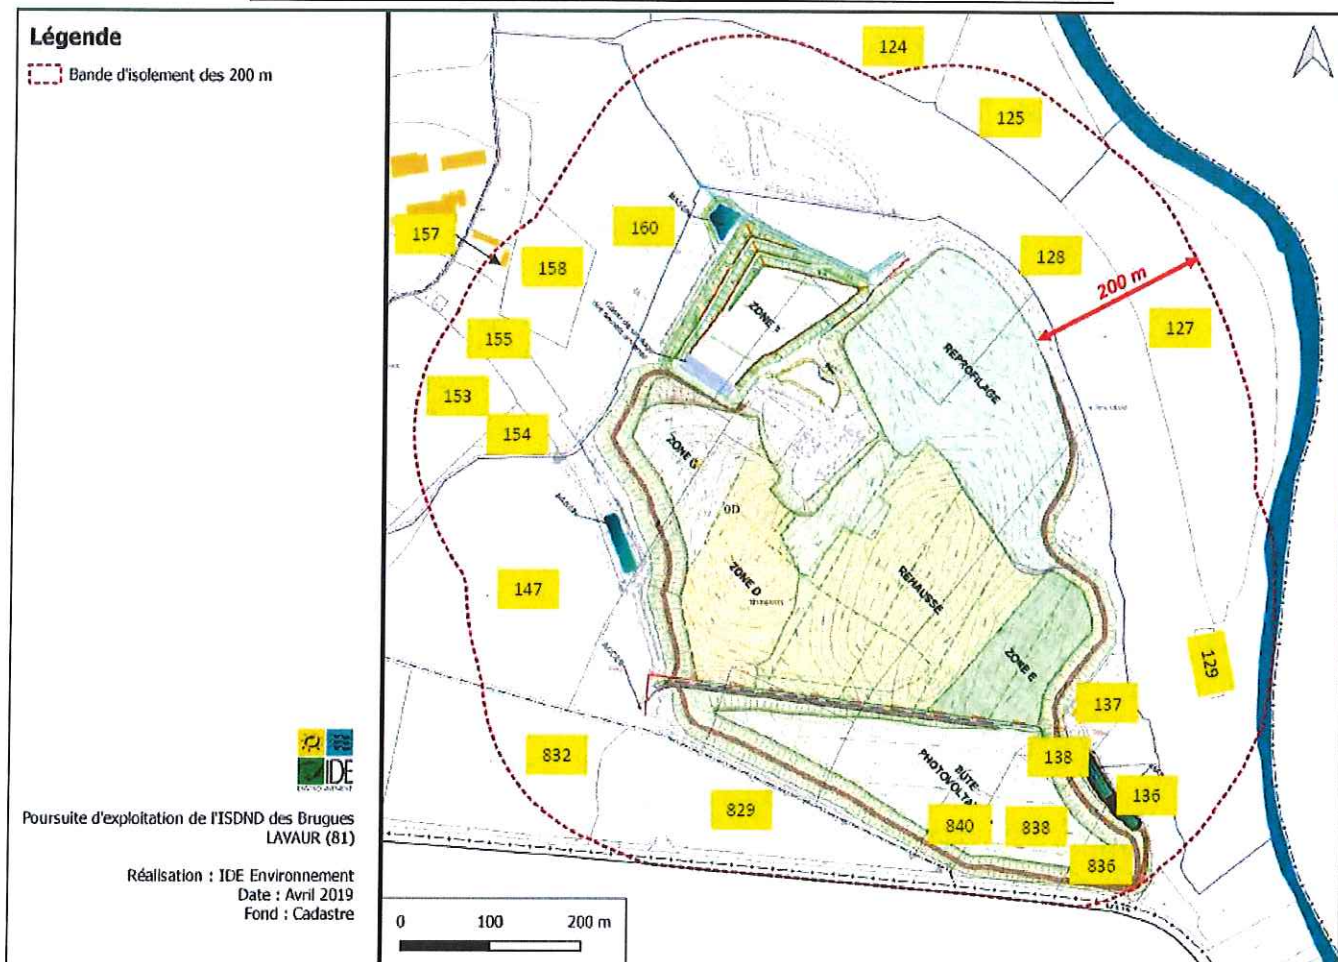 Légende
Bande d'isolement des 200 m
124
125
160
157
128
158
200 m
127
155
ZONE
REPROFILAGE
153
154
ZONE
ZONE D
REHAUSSE
147
ZONE E
129
ACCES
137
138
136
832
829
BUTE
840
838
836
IDE
Poursuite d'exploitation de l'ISDND des Brugues
LAVAUR (81)
Réalisation : IDE Environnement
Date : Avril 2019
Fond : Cadastre
0 100 200 m